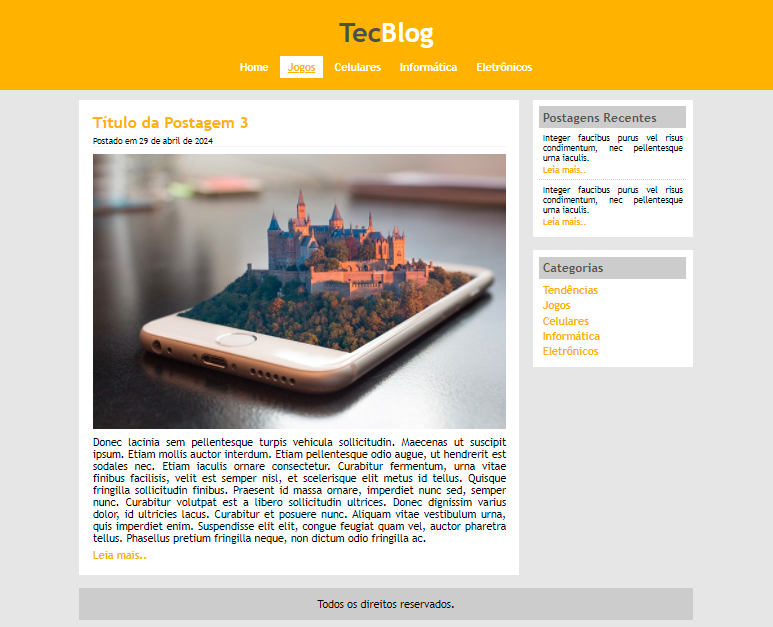 TecBlog
Home Jogos Celulares Informática Eletrônicos
Título da Postagem 3
Postado em 29 de abril de 2024
Donec lacinia sem pellentesque turpis vehicula sollicitudin. Maecenas ut suscipit
ipsum. Etiam mollis auctor interdum. Etiam pellentesque odio augue, ut hendrerit est
sodales nec. Etiam iaculis ornare consectetur. Curabitur fermentum, urna vitae
finibus facilisis, velit est semper nisl, et scelerisque elit metus id tellus. Quisque
fringilla sollicitudin finibus. Praesent id massa ornare, imperdiet nunc sed, semper
nunc. Curabitur volutpat est a libero sollicitudin ultrices. Donec dignissim varius
dolor, id ultricies lacus. Curabitur et posuere nunc. Aliquam vitae vestibulum urna,
quis imperdiet enim. Suspendisse elit elit, congue feugiat quam vel, auctor pharetra
tellus. Phasellus pretium fringilla neque, non dictum odio fringilla ac.
Leia mais..
Postagens Recentes
Integer faucibus purus vel risus
condimentum, nec pellentesque
urna iaculis.
Leia mais..
Integer faucibus purus vel risus
condimentum, nec pellentesque
urna iaculis.
Leia mais..
Categorias
Tendências
Jogos
Celulares
Informática
Eletrônicos
Todos os direitos reservados.